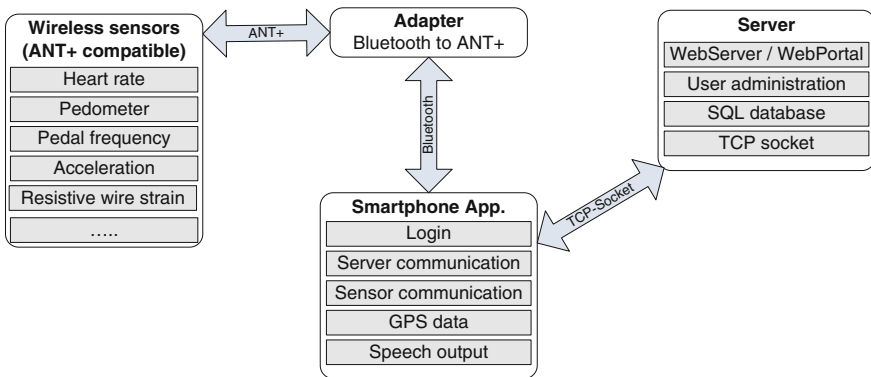 Wireless sensors
(ANT+ compatible)
Heart rate
Pedometer
Pedal frequency
Acceleration
Resistive wire strain
…..
ANT+
Adapter
Bluetooth to ANT+
Bluetooth
Smartphone App.
Login
Server communication
Sensor communication
GPS data
Speech output
TCP-Socket
Server
WebServer / WebPortal
User administration
SQL database
TCP socket